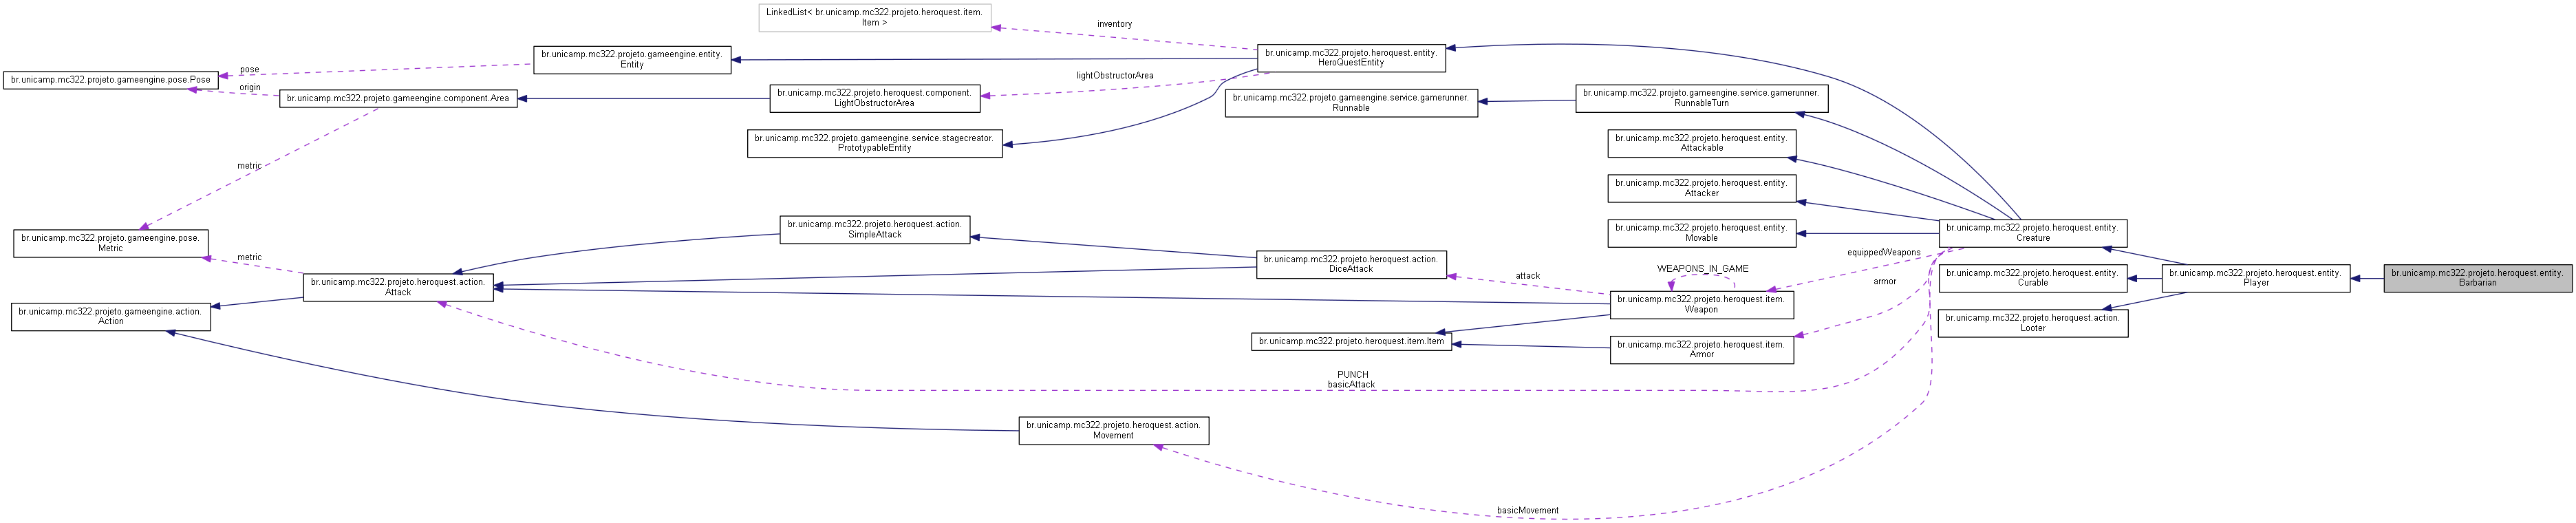 LinkedList< br.unicamp.mc322.projeto.heroquest.item.
Item >
inventory
br.unicamp.mc322.projeto.gameengine.entity.
Entity
br.unicamp.mc322.projeto.heroquest.entity.
HeroQuestEntity
pose
br.unicamp.mc322.projeto.gameengine.pose.Pose
origin
lightObstructorArea
br.unicamp.mc322.projeto.gameengine.component.Area
br.unicamp.mc322.projeto.heroquest.component.
LightObstructorArea
br.unicamp.mc322.projeto.gameengine.service.gamerunner.
Runnable
br.unicamp.mc322.projeto.gameengine.service.gamerunner.
RunnableTurn
br.unicamp.mc322.projeto.gameengine.service.stagecreator.
PrototypableEntity
br.unicamp.mc322.projeto.heroquest.entity.
Attackable
metric
br.unicamp.mc322.projeto.heroquest.entity.
Attacker
br.unicamp.mc322.projeto.gameengine.pose.
Metric
br.unicamp.mc322.projeto.heroquest.action.
SimpleAttack
br.unicamp.mc322.projeto.heroquest.entity.
Movable
br.unicamp.mc322.projeto.heroquest.entity.
Creature
metric
br.unicamp.mc322.projeto.heroquest.action.
DiceAttack
equippedWeapons
WEAPONS_IN_GAME
attack
armor
br.unicamp.mc322.projeto.heroquest.action.
Attack
br.unicamp.mc322.projeto.heroquest.entity.
Curable
br.unicamp.mc322.projeto.heroquest.entity.
Player
br.unicamp.mc322.projeto.heroquest.entity.
Barbarian
br.unicamp.mc322.projeto.heroquest.item.
Weapon
br.unicamp.mc322.projeto.gameengine.action.
Action
br.unicamp.mc322.projeto.heroquest.action.
Looter
br.unicamp.mc322.projeto.heroquest.item.Item
br.unicamp.mc322.projeto.heroquest.item.
Armor
PUNCH
basicAttack
br.unicamp.mc322.projeto.heroquest.action.
Movement
basicMovement